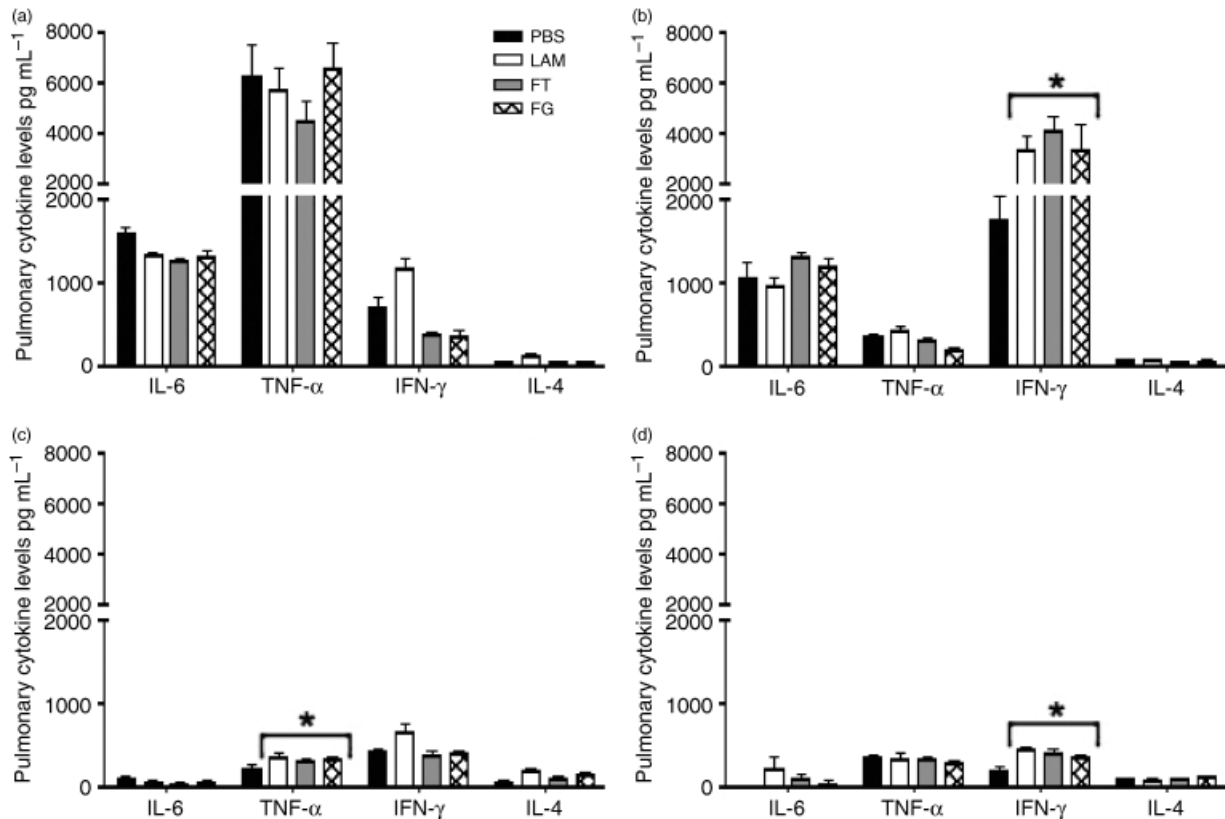 (a)
Pulmonary cytokine levels pg mL⁻¹
8000
6000
4000
2000
2000
1000
0
IL-6 TNF-α IFN-γ IL-4
PBS
LAM
FT
FG
(b)
Pulmonary cytokine levels pg mL⁻¹
8000
6000
4000
2000
2000
1000
0
*
IL-6 TNF-α IFN-γ IL-4
(c)
Pulmonary cytokine levels pg mL⁻¹
8000
6000
4000
2000
2000
1000
0
*
IL-6 TNF-α IFN-γ IL-4
(d)
Pulmonary cytokine levels pg mL⁻¹
8000
6000
4000
2000
2000
1000
0
*
IL-6 TNF-α IFN-γ IL-4